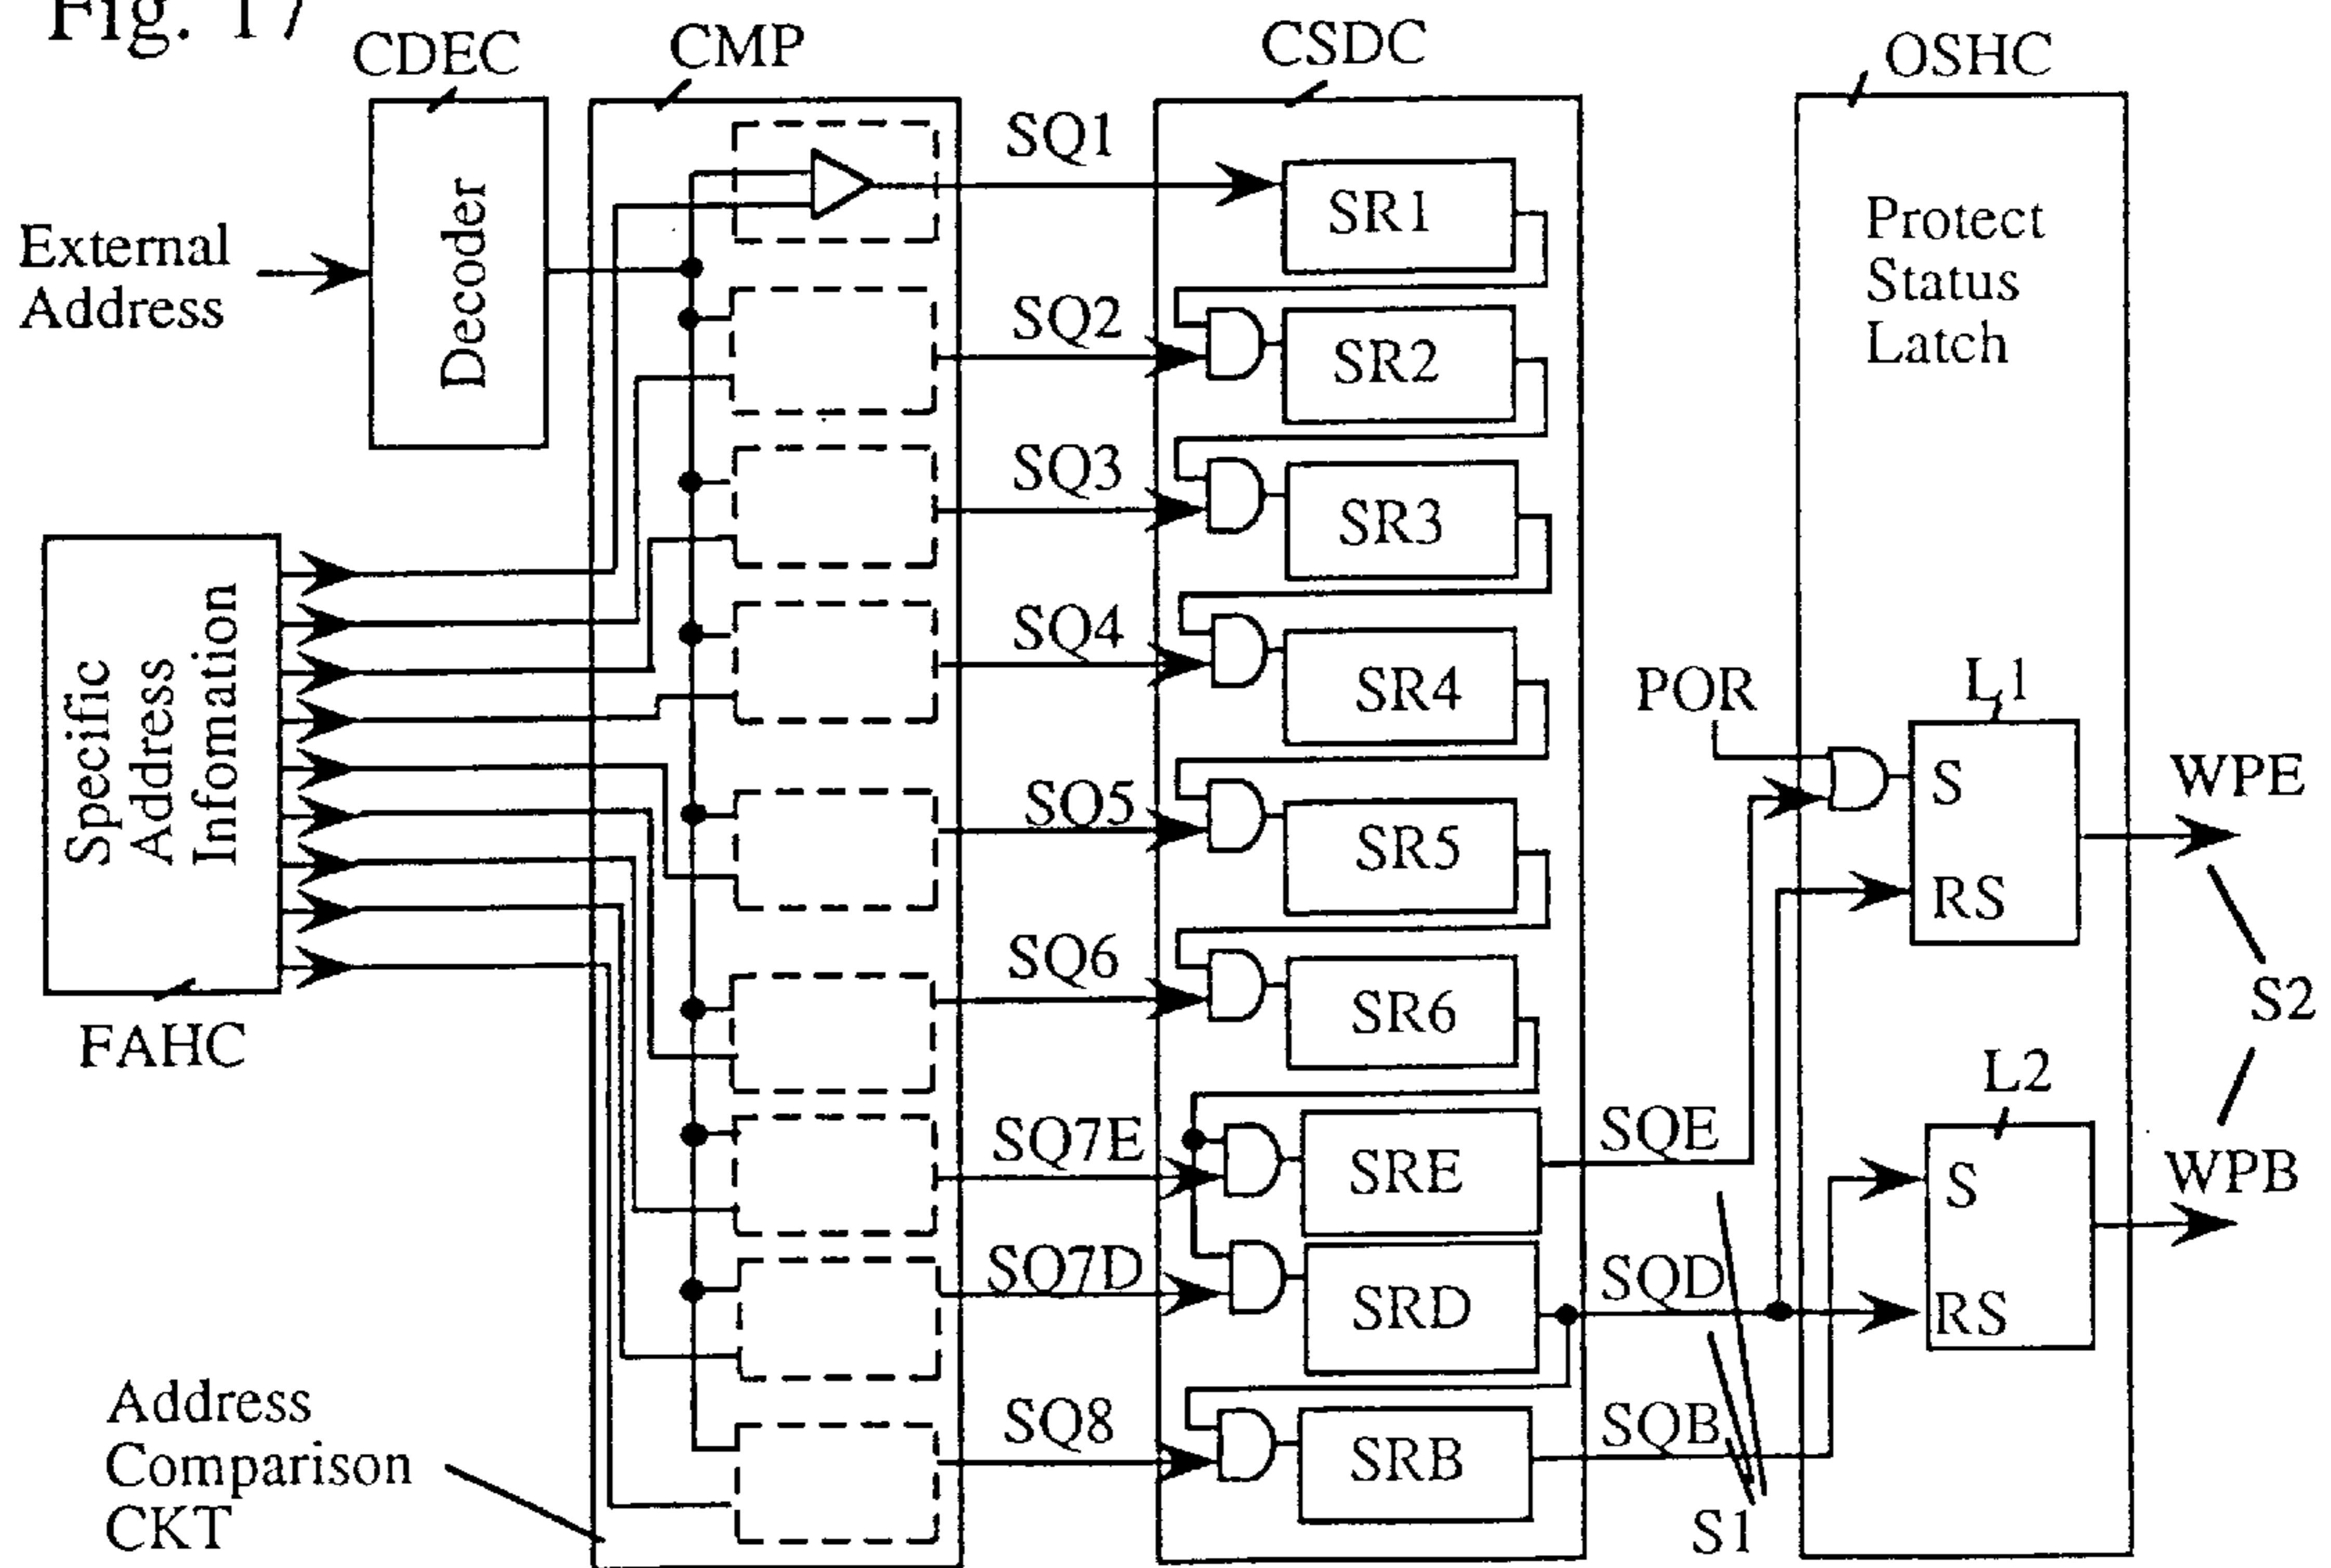 Fig. 17
CDEC
CMP
CSDC
OSHC
External
Address
Decoder
SQ1
SR1
Protect
Status
Latch
SQ2
SR2
SQ3
SR3
Specific
Address
Infomation
FAHC
SQ4
SR4
POR
L1
S
RS
WPE
SO5
SR5
SQ6
SR6
S2
L2
S
RS
WPB
SQ7E
SRE
SQE
SO7D
SRD
SQD
SQ8
SRB
SQB
S1
Address
Comparison
CKT